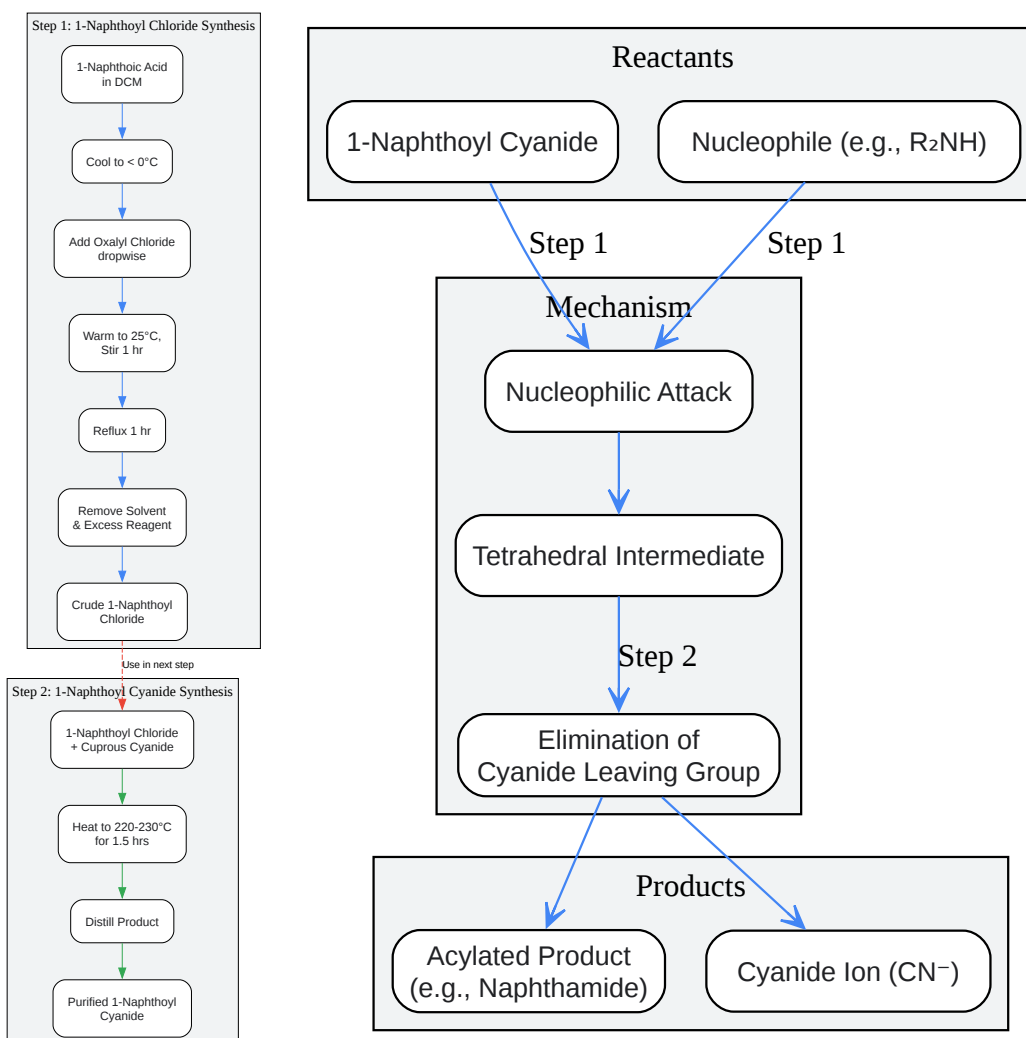 Step 1: 1-Naphthoyl Chloride Synthesis
1-Naphthoic Acid
in DCM
Cool to < 0°C
Add Oxalyl Chloride
dropwise
Warm to 25°C,
Stir 1 hr
Reflux 1 hr
Remove Solvent
& Excess Reagent
Crude 1-Naphthoyl
Chloride
Use in next step
Step 2: 1-Naphthoyl Cyanide Synthesis
1-Naphthoyl Chloride
+ Cuprous Cyanide
Heat to 220-230°C
for 1.5 hrs
Distill Product
Purified 1-Naphthoyl
Cyanide
Reactants
1-Naphthoyl Cyanide
Nucleophile (e.g., R₂NH)
Step 1
Step 1
Mechanism
Nucleophilic Attack
Tetrahedral Intermediate
Step 2
Elimination of
Cyanide Leaving Group
Products
Acylated Product
(e.g., Naphthamide)
Cyanide Ion (CN⁻)